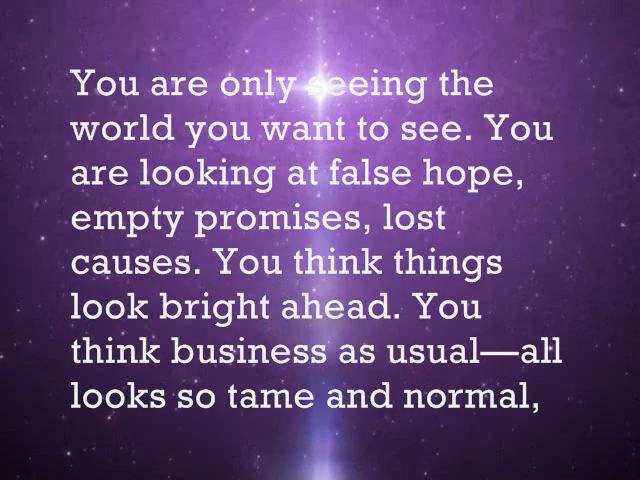 You are only seeing the
world you want to see. You
are looking at false hope,
empty promises, lost
causes. You think things
look bright ahead. You
think business as usual—all
looks so tame and normal,